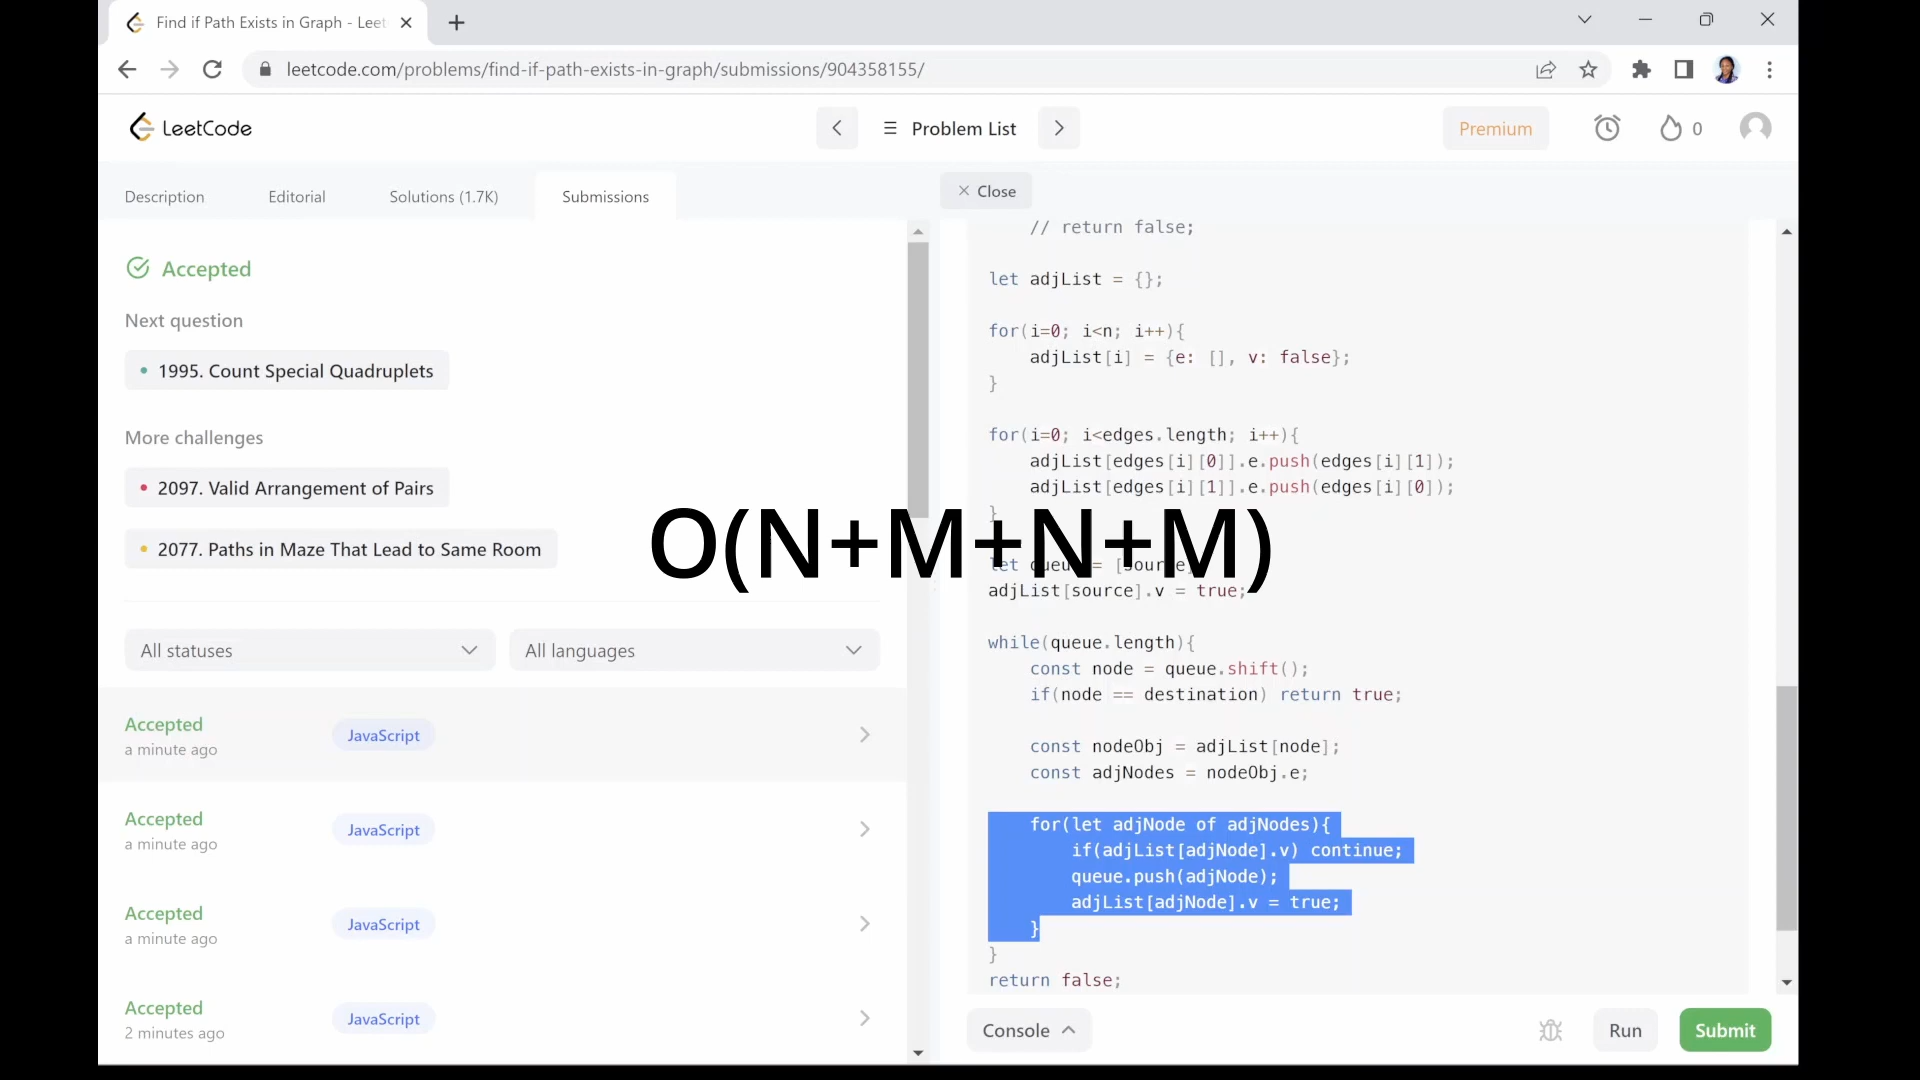 Find if Path Exists in Graph - Leet
leetcode.com/problems/find-if-path-exists-in-graph/submissions/904358155/
LeetCode
Problem List
Premium
0
Description
Editorial
Solutions (1.7K)
Submissions
Close
Accepted
Next question
1995. Count Special Quadruplets
More challenges
2097. Valid Arrangement of Pairs
2077. Paths in Maze That Lead to Same Room
All statuses
All languages
Accepted
a minute ago
JavaScript
Accepted
a minute ago
JavaScript
Accepted
a minute ago
JavaScript
Accepted
2 minutes ago
JavaScript
// return false;
let adjList = {};
for(i=0; i<n; i++){
adjList[i] = {e: [], v: false};
}
for(i=0; i<edges.length; i++){
adjList[edges[i][0]].e.push(edges[i][1]);
adjList[edges[i][1]].e.push(edges[i][0]);
}
O(N+M+N+M)
let queue = [source]
adjList[source].v = true;
while(queue.length){
const node = queue.shift();
if(node == destination) return true;
const nodeObj = adjList[node];
const adjNodes = nodeObj.e;
for(let adjNode of adjNodes){
if(adjList[adjNode].v) continue;
queue.push(adjNode);
adjList[adjNode].v = true;
}
}
return false;
Console
Run
Submit